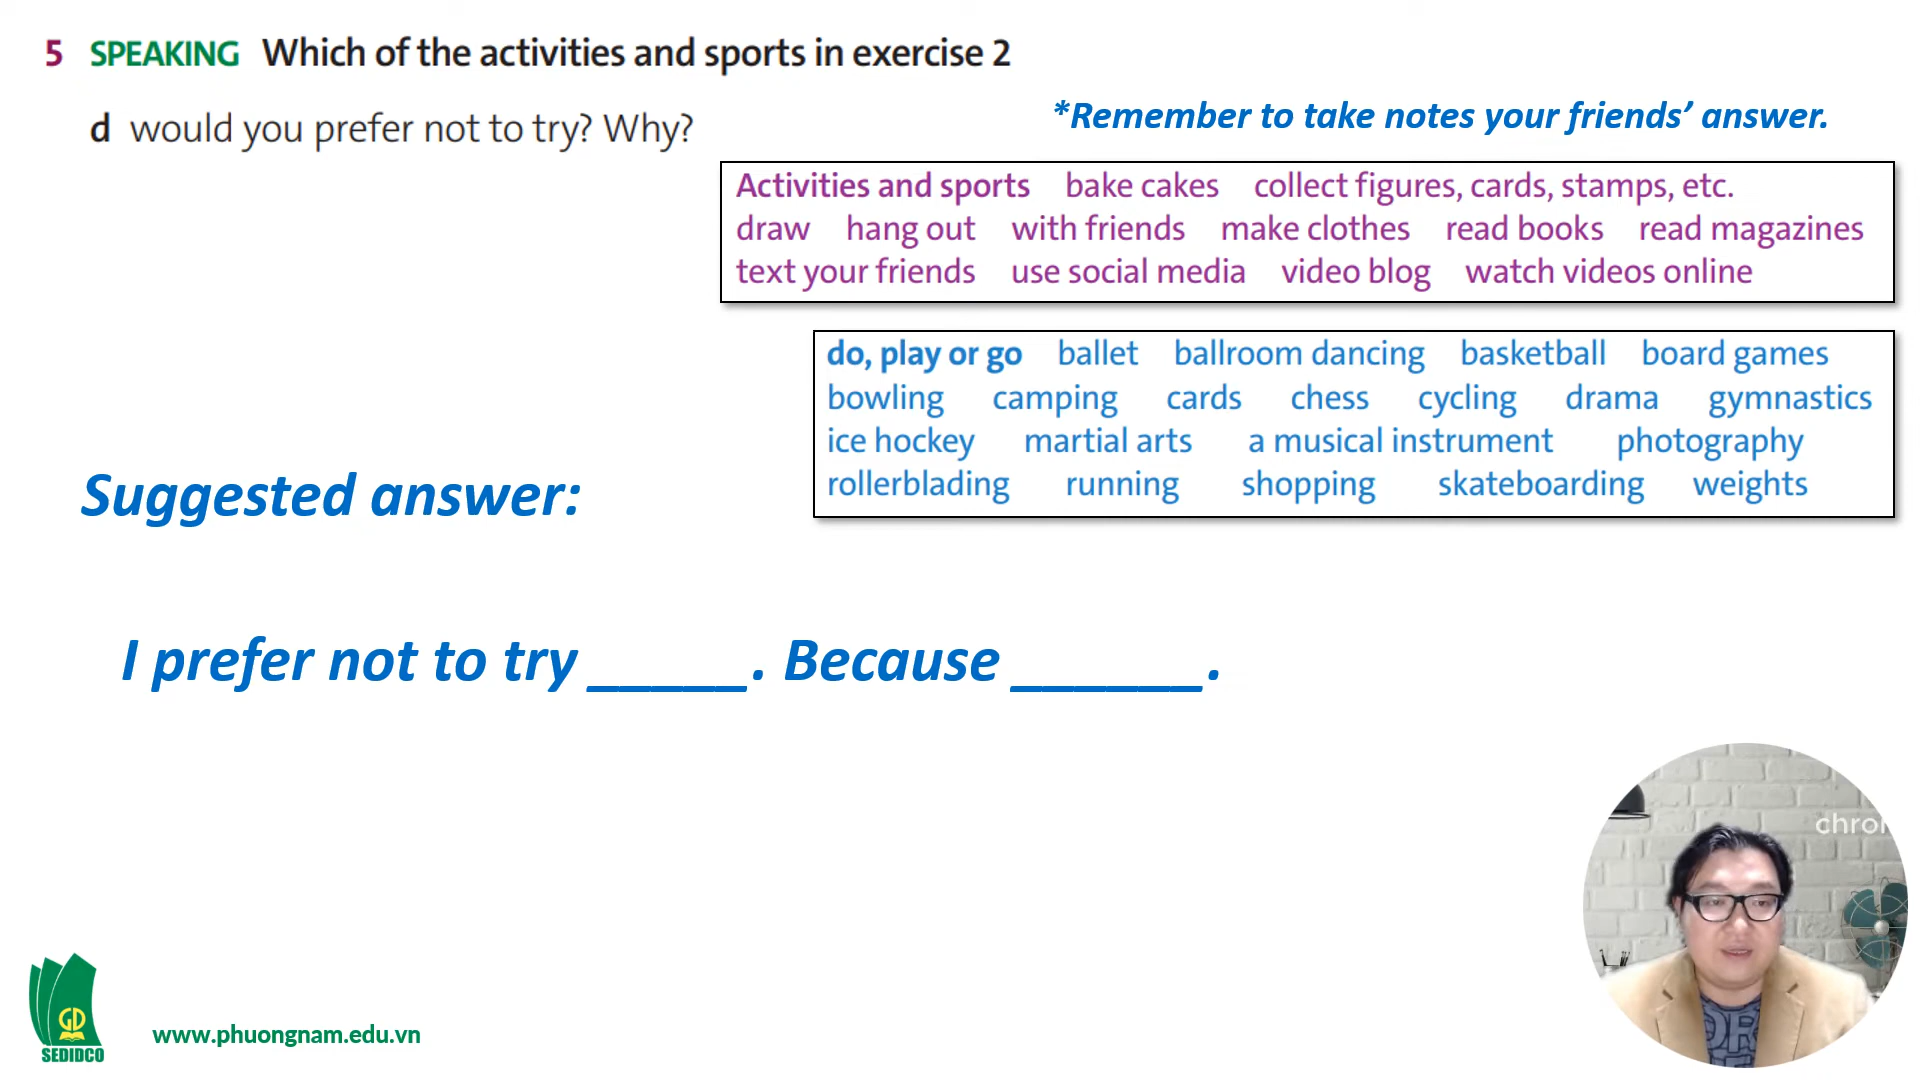 5 SPEAKING Which of the activities and sports in exercise 2
d would you prefer not to try? Why?
*Remember to take notes your friends’ answer.
Activities and sports bake cakes collect figures, cards, stamps, etc.
draw hang out with friends make clothes read books read magazines
text your friends use social media video blog watch videos online
do, play or go ballet ballroom dancing basketball board games
bowling camping cards chess cycling drama gymnastics
ice hockey martial arts a musical instrument photography
rollerblading running shopping skateboarding weights
Suggested answer:
I prefer not to try _____. Because ______.
GD
SEDIDCO
www.phuongnam.edu.vn